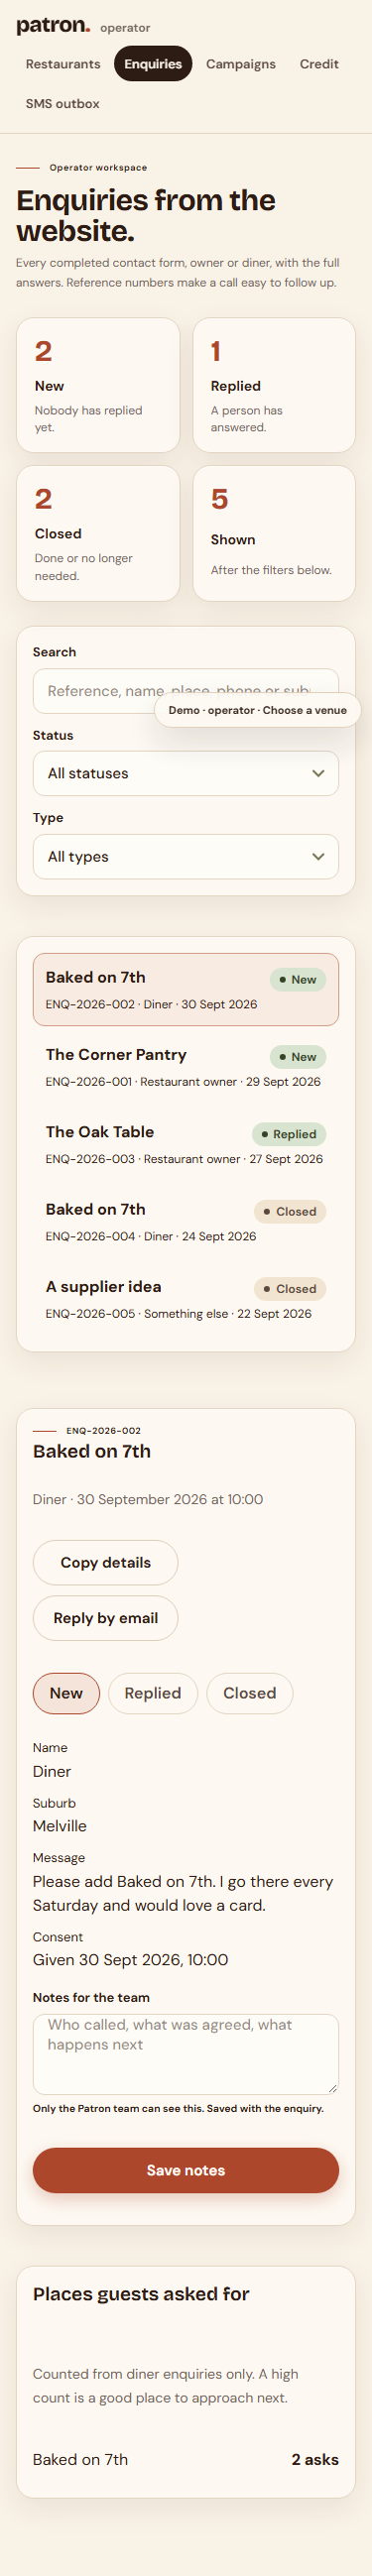 patron. operator
Restaurants Enquiries Campaigns Credit
SMS outbox
Operator workspace
Enquiries from the
website.
Every completed contact form, owner or diner, with the full
answers. Reference numbers make a call easy to follow up.
2
New
Nobody has replied
yet.
1
Replied
A person has
answered.
2
Closed
Done or no longer
needed.
5
Shown
After the filters below.
Search
Reference, name, place, phone or
Demo · operator · Choose a venue
Status
All statuses
Type
All types
Baked on 7th
New
ENQ-2026-002 · Diner · 30 Sept 2026
The Corner Pantry
New
ENQ-2026-001 · Restaurant owner · 29 Sept 2026
The Oak Table
Replied
ENQ-2026-003 · Restaurant owner · 27 Sept 2026
Baked on 7th
Closed
ENQ-2026-004 · Diner · 24 Sept 2026
A supplier idea
Closed
ENQ-2026-005 · Something else · 22 Sept 2026
ENQ-2026-002
Baked on 7th
Diner · 30 September 2026 at 10:00
Copy details
Reply by email
New Replied Closed
Name
Diner
Suburb
Melville
Message
Please add Baked on 7th. I go there every
Saturday and would love a card.
Consent
Given 30 Sept 2026, 10:00
Notes for the team
Who called, what was agreed, what
happens next
Only the Patron team can see this. Saved with the enquiry.
Save notes
Places guests asked for
Counted from diner enquiries only. A high
count is a good place to approach next.
Baked on 7th 2 asks